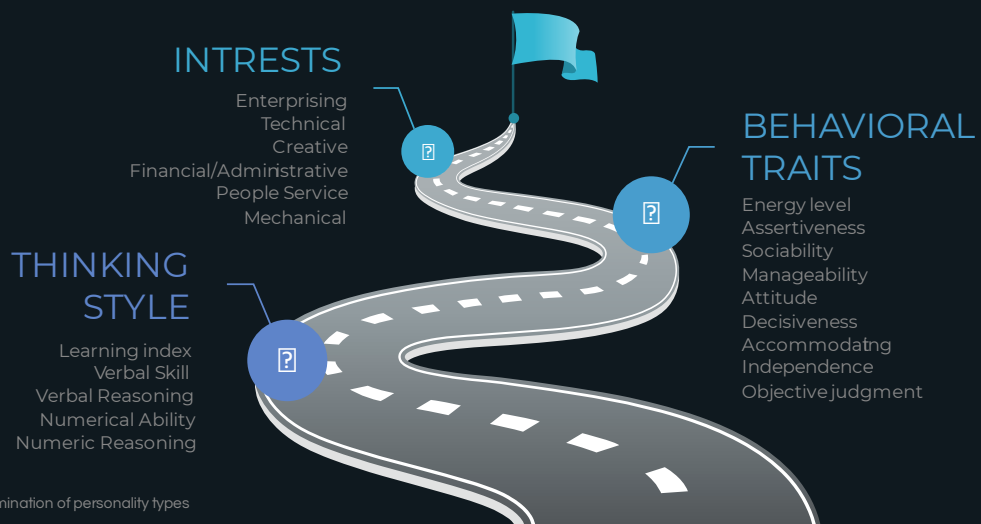 INTRESTS
Enterprising
Technical
Creative
Financial/Administrative
People Service
Mechanical
BEHAVIORAL
TRAITS
Energy level
Assertiveness
Sociability
Manageability
Attitude
Decisiveness
Accommodating
Independence
Objective judgment
THINKING
STYLE
Learning index
Verbal Skill
Verbal Reasoning
Numerical Ability
Numeric Reasoning
of personality types